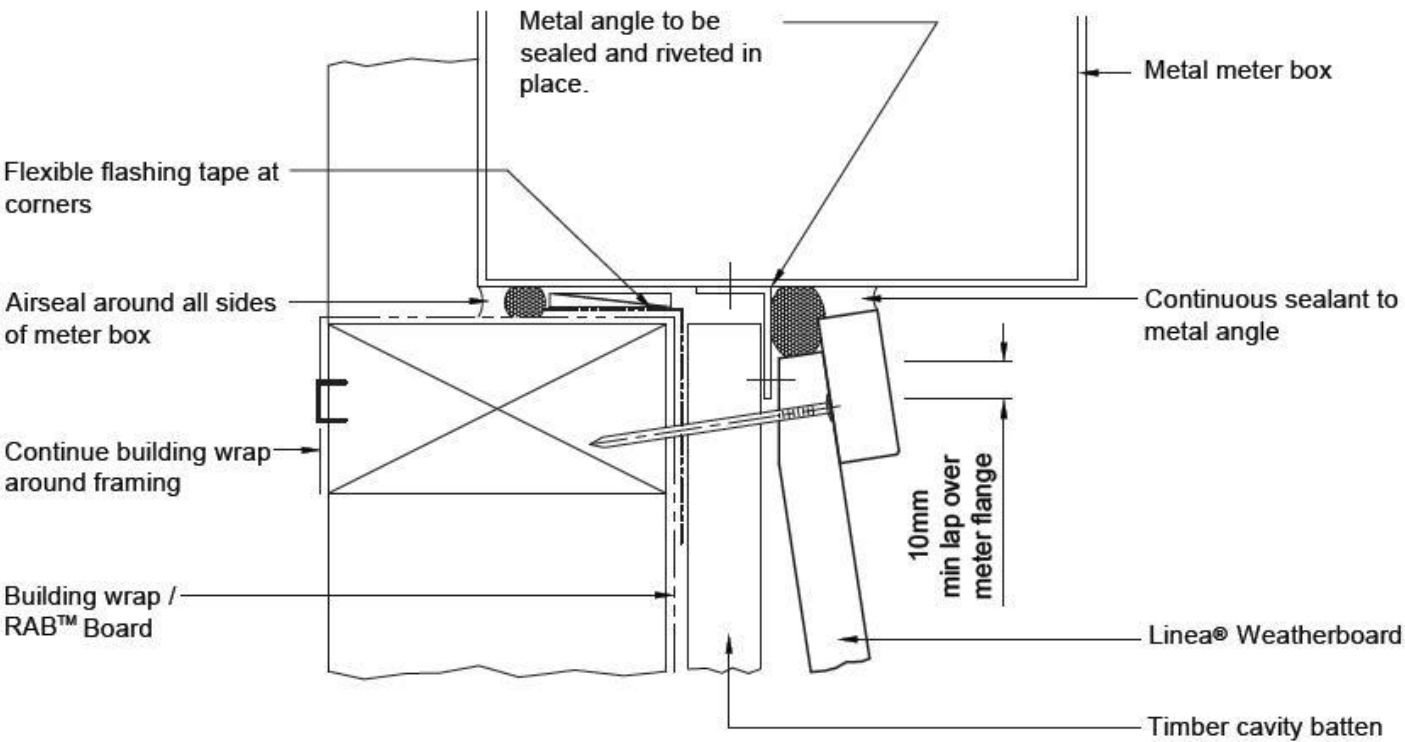 Metal angle to be
sealed and riveted in
place.
Metal meter box
Flexible flashing tape at
corners
Airseal around all sides
of meter box
Continuous sealant to
metal angle
Continue building wrap
around framing
10mm
min lap over
meter flange
Building wrap /
RAB™ Board
Linea® Weatherboard
Timber cavity batten